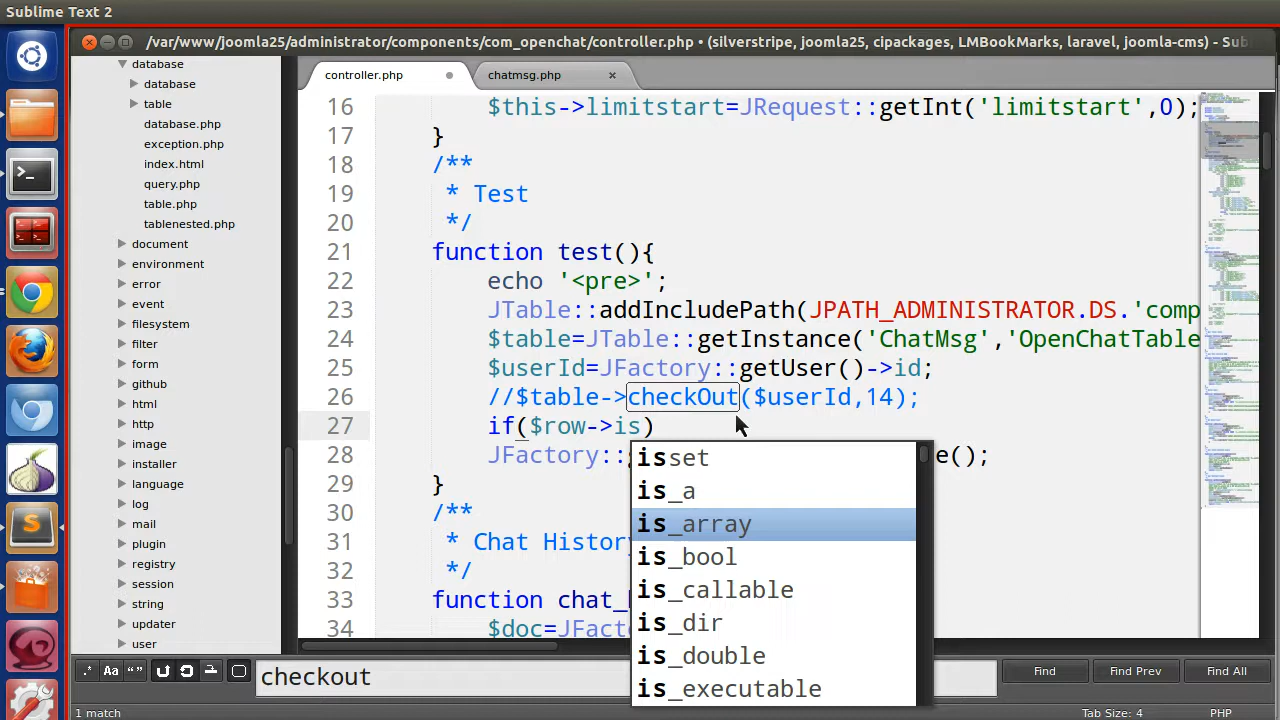 Sublime Text 2
/var/www/joomla25/administrator/components/com_openchat/controller.php • (silverstripe, joomla25, cipackages, LMBookMarks, laravel, joomla-cms) - Sub
database
database
table
database.php
exception.php
index.html
query.php
table.php
tablenested.php
document
environment
error
event
filesystem
filter
form
github
html
http
image
installer
language
log
mail
plugin
registry
session
string
updater
user
controller.php
chatmsg.php
16 $this->limitstart=JRequest::getInt('limitstart',0);
17 }
18 /**
19 * Test
20 */
21 function test(){
22 echo '<pre>';
23 JTable::addIncludePath(JPATH_ADMINISTRATOR.DS.'comp
24 $table=JTable::getInstance('ChatMsg','OpenChatTable
25 $userId=JFactory::getUser()->id;
26 //$table->checkOut($userId,14);
27 if($row->is)
28 JFactory:: e();
29 }
30 /**
31 * Chat History
32 */
33 function chat_
34 $doc=JFact
isset
is_a
is_array
is_bool
is_callable
is_dir
is_double
is_executable
.* Aa “”
checkout
Find
Find Prev
Find All
1 match
Tab Size: 4
PHP